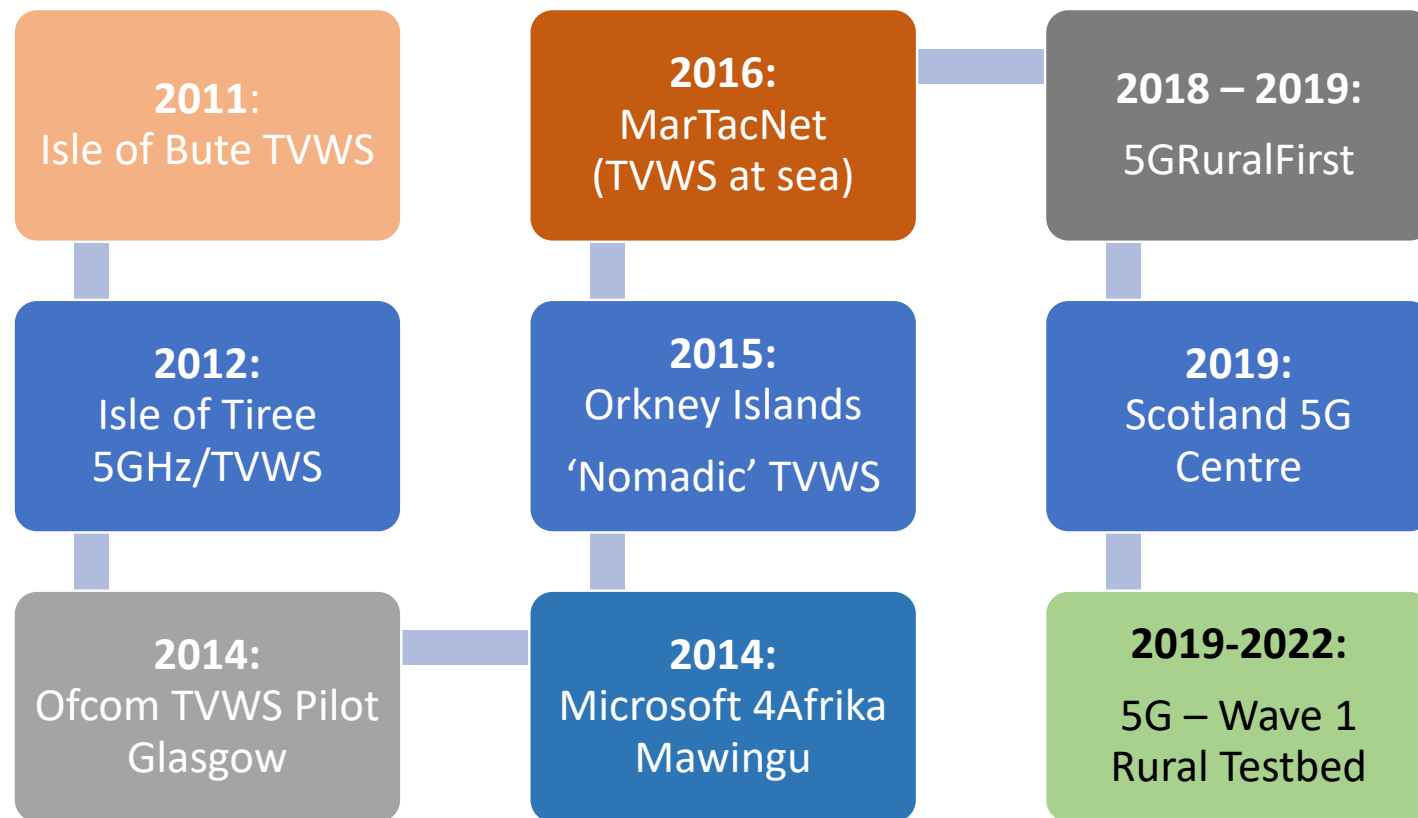 2011:
Isle of Bute TVWS
2012:
Isle of Tiree
5GHz/TVWS
2014:
Ofcom TVWS Pilot
Glasgow
2014:
Microsoft 4Afrika
Mawingu
2015:
Orkney Islands
‘Nomadic’ TVWS
2016:
MarTacNet
(TVWS at sea)
2018 – 2019:
5GRuralFirst
2019:
Scotland 5G
Centre
2019-2022:
5G – Wave 1
Rural Testbed